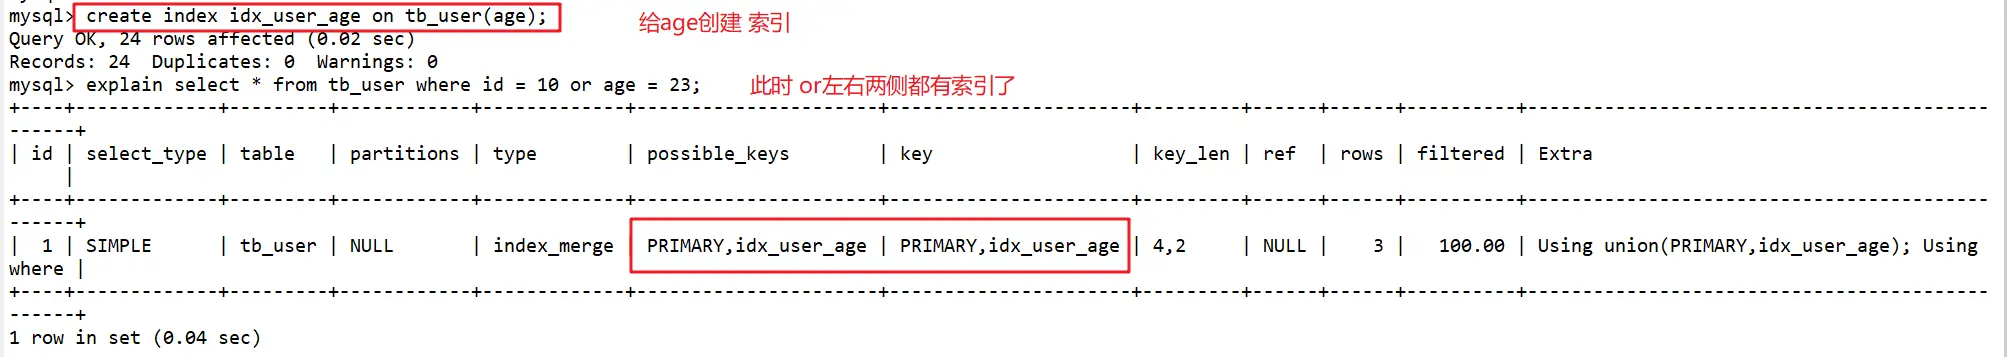 mysql> create index idx_user_age on tb_user(age);
给age创建 索引
Query OK, 24 rows affected (0.02 sec)
Records: 24  Duplicates: 0  Warnings: 0
mysql> explain select * from tb_user where id = 10 or age = 23;
此时 or左右两侧都有索引了
| id | select_type | table   | partitions | type        | possible_keys        | key                  | key_len | ref  | rows | filtered | Extra
     |
|  1 | SIMPLE      | tb_user | NULL       | index_merge | PRIMARY,idx_user_age | PRIMARY,idx_user_age | 4,2     | NULL |    3 |   100.00 | Using union(PRIMARY,idx_user_age); Using
where |
1 row in set (0.04 sec)